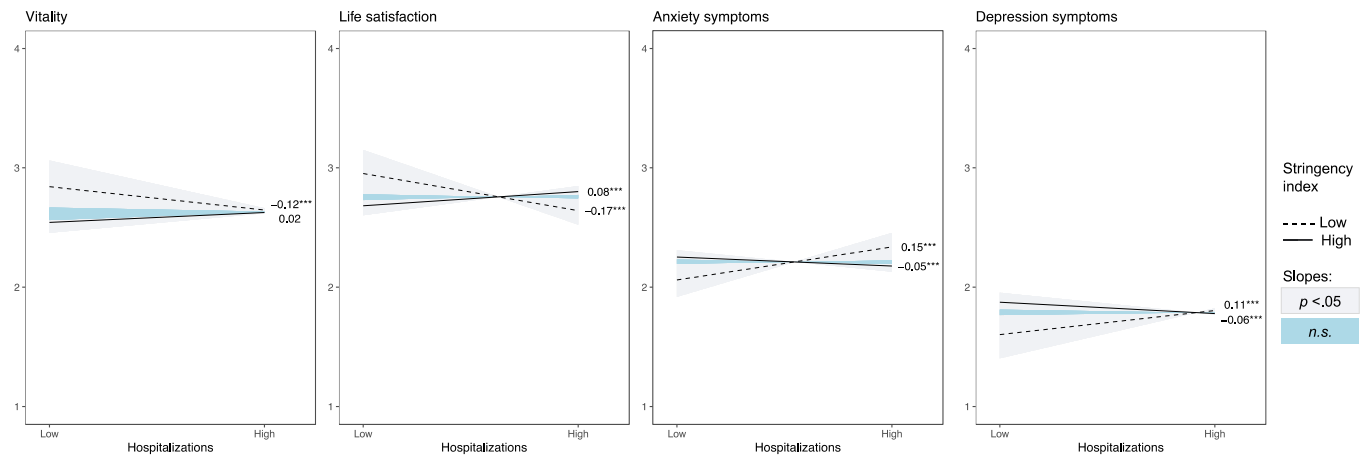 Vitality
4
3
2
1
−0.12***
0.02
Low
High
Hospitalizations
Life satisfaction
4
3
2
1
0.08***
−0.17***
Low
High
Hospitalizations
Anxiety symptoms
4
3
2
1
0.15***
−0.05***
Low
High
Hospitalizations
Depression symptoms
4
3
2
1
0.11***
−0.06***
Low
High
Hospitalizations
Stringency
index
Low
High
Slopes:
p <.05
n.s.